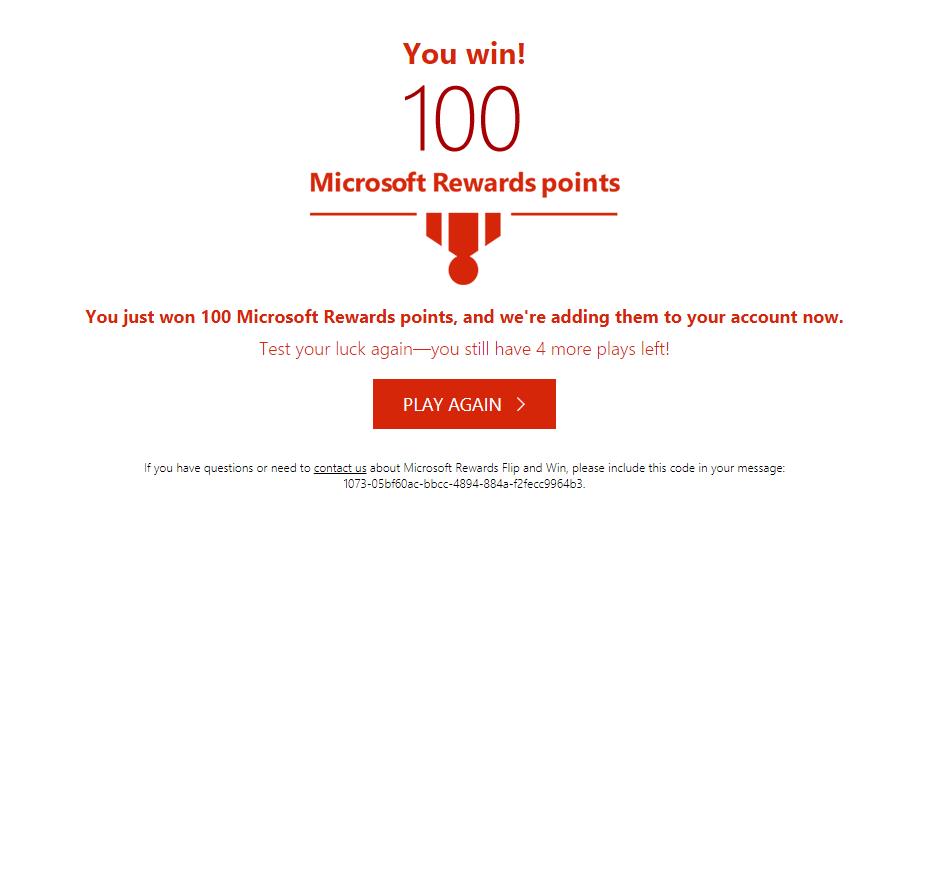 You win!
100
Microsoft Rewards points
You just won 100 Microsoft Rewards points, and we're adding them to your account now.
Test your luck again—you still have 4 more plays left!
PLAY AGAIN
If you have questions or need to contact us about Microsoft Rewards Flip and Win, please include this code in your message:
1073-05bf60ac-bbcc-4894-884a-f2fecc9964b3.